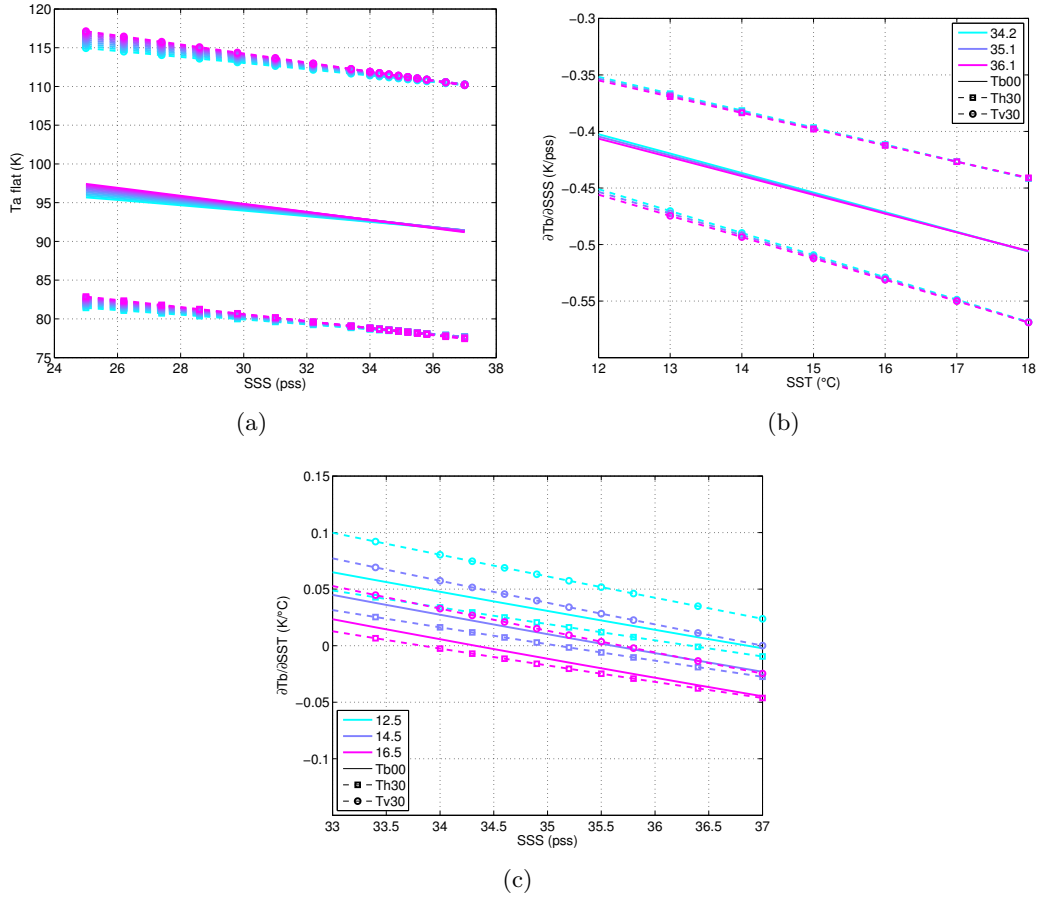 120
115
110
105
100
95
90
85
80
75
Ta flat (K)
24 26 28 30 32 34 36 38
SSS (pss)
(a)
−0.3
−0.35
−0.4
−0.45
−0.5
−0.55
∂Tb/∂SSS (K/pss)
34.2
35.1
36.1
Tb00
Th30
Tv30
12 13 14 15 16 17 18
SST (°C)
(b)
0.15
0.1
0.05
0
−0.05
−0.1
∂Tb/∂SST (K/°C)
12.5
14.5
16.5
Tb00
Th30
Tv30
33 33.5 34 34.5 35 35.5 36 36.5 37
SSS (pss)
(c)